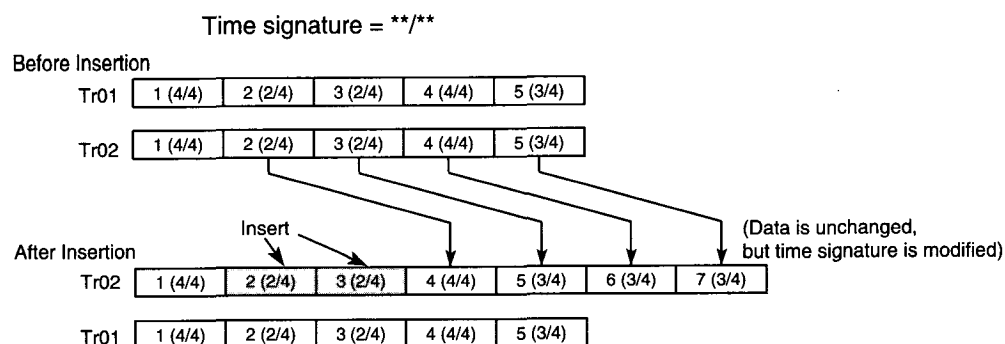 Time signature = **/**
Before Insertion
Tr01 1 (4/4) 2 (2/4) 3 (2/4) 4 (4/4) 5 (3/4)
Tr02 1 (4/4) 2 (2/4) 3 (2/4) 4 (4/4) 5 (3/4)
Insert
(Data is unchanged,
but time signature is modified)
After Insertion
Tr02 1 (4/4) 2 (2/4) 3 (2/4) 4 (4/4) 5 (3/4) 6 (3/4) 7 (3/4)
Tr01 1 (4/4) 2 (2/4) 3 (2/4) 4 (4/4) 5 (3/4)